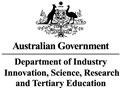 Australian Government
Department of Industry
Innovation, Science, Research
and Tertiary Education